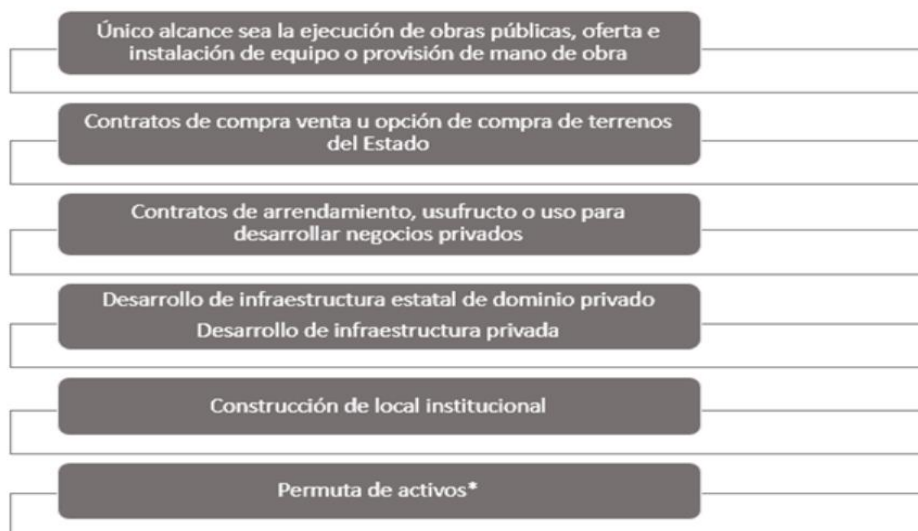 Único alcance sea la ejecución de obras públicas, oferta e
instalación de equipo o provisión de mano de obra
Contratos de compra venta u opción de compra de terrenos
del Estado
Contratos de arrendamiento, usufructo o uso para
desarrollar negocios privados
Desarrollo de infraestructura estatal de dominio privado
Desarrollo de infraestructura privada
Construcción de local institucional
Permuta de activos*